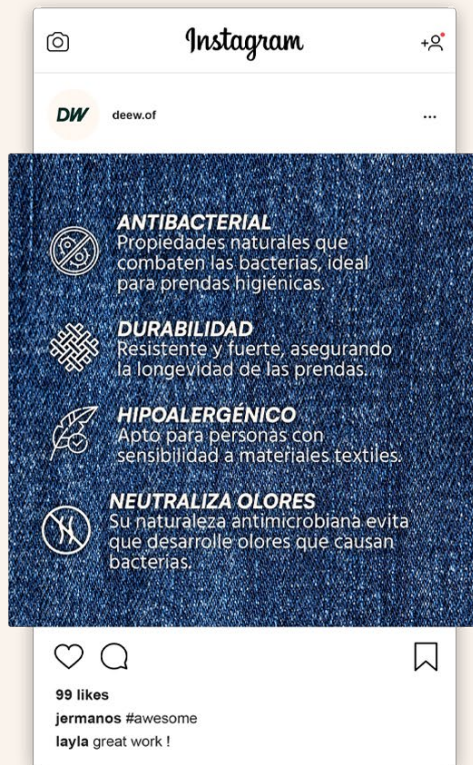 Instagram
DW
deew.of
ANTIBACTERIAL
Propiedades naturales que
combaten las bacterias, ideal
para prendas higiénicas.
DURABILIDAD
Resistente y fuerte, asegurando
la longevidad de las prendas.
HIPOALERGÉNICO
Apto para personas con
sensibilidad a materiales textiles.
NEUTRALIZA OLORES
Su naturaleza antimicrobiana evita
que desarrolle olores que causan
bacterias.
99 likes
jermanos #awesome
layla great work !